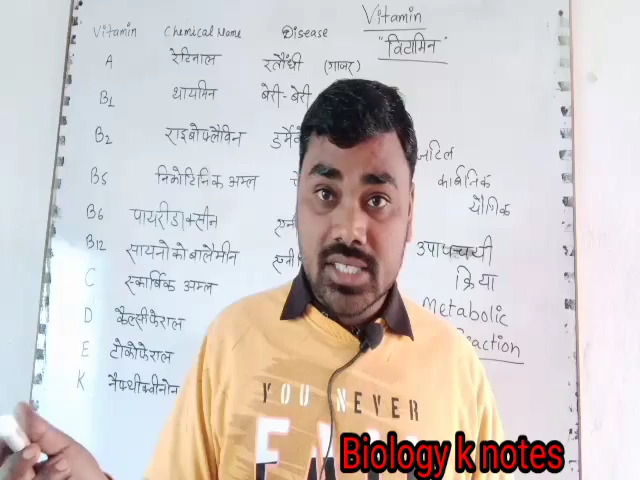 Vitamin
"विटामिन"
Vitamin Chemical Name Disease
A रेटिनाल रतौंधी (गाजर)
B1 थायमिन बेरी-बेरी
B2 राइबोफ्लेविन
B5 निकोटिनिक अम्ल
B6 पायरीडाक्सीन
B12 सायनोकोबालैमीन
C स्कार्बिक अम्ल
D कैल्सीफेराल
E टोकोफेराल
K नैफ्थीक्वीनोन
जटिल
कार्बनिक
यौगिक
उपापचयी
क्रिया
Metabolic
YOU NEVER
Biology k notes